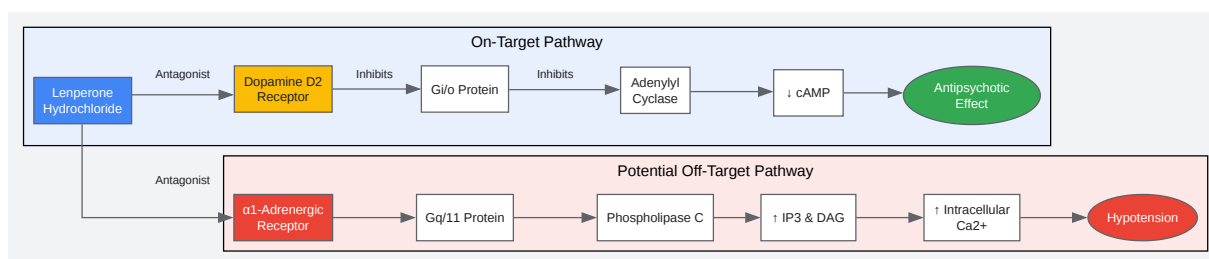 On-Target Pathway
Lenperone
Hydrochloride
Antagonist
Dopamine D2
Receptor
Inhibits
Gi/o Protein
Inhibits
Adenylyl
Cyclase
↓ cAMP
Antipsychotic
Effect
Potential Off-Target Pathway
Antagonist
α1-Adrenergic
Receptor
Gq/11 Protein
Phospholipase C
↑ IP3 & DAG
↑ Intracellular
Ca2+
Hypotension